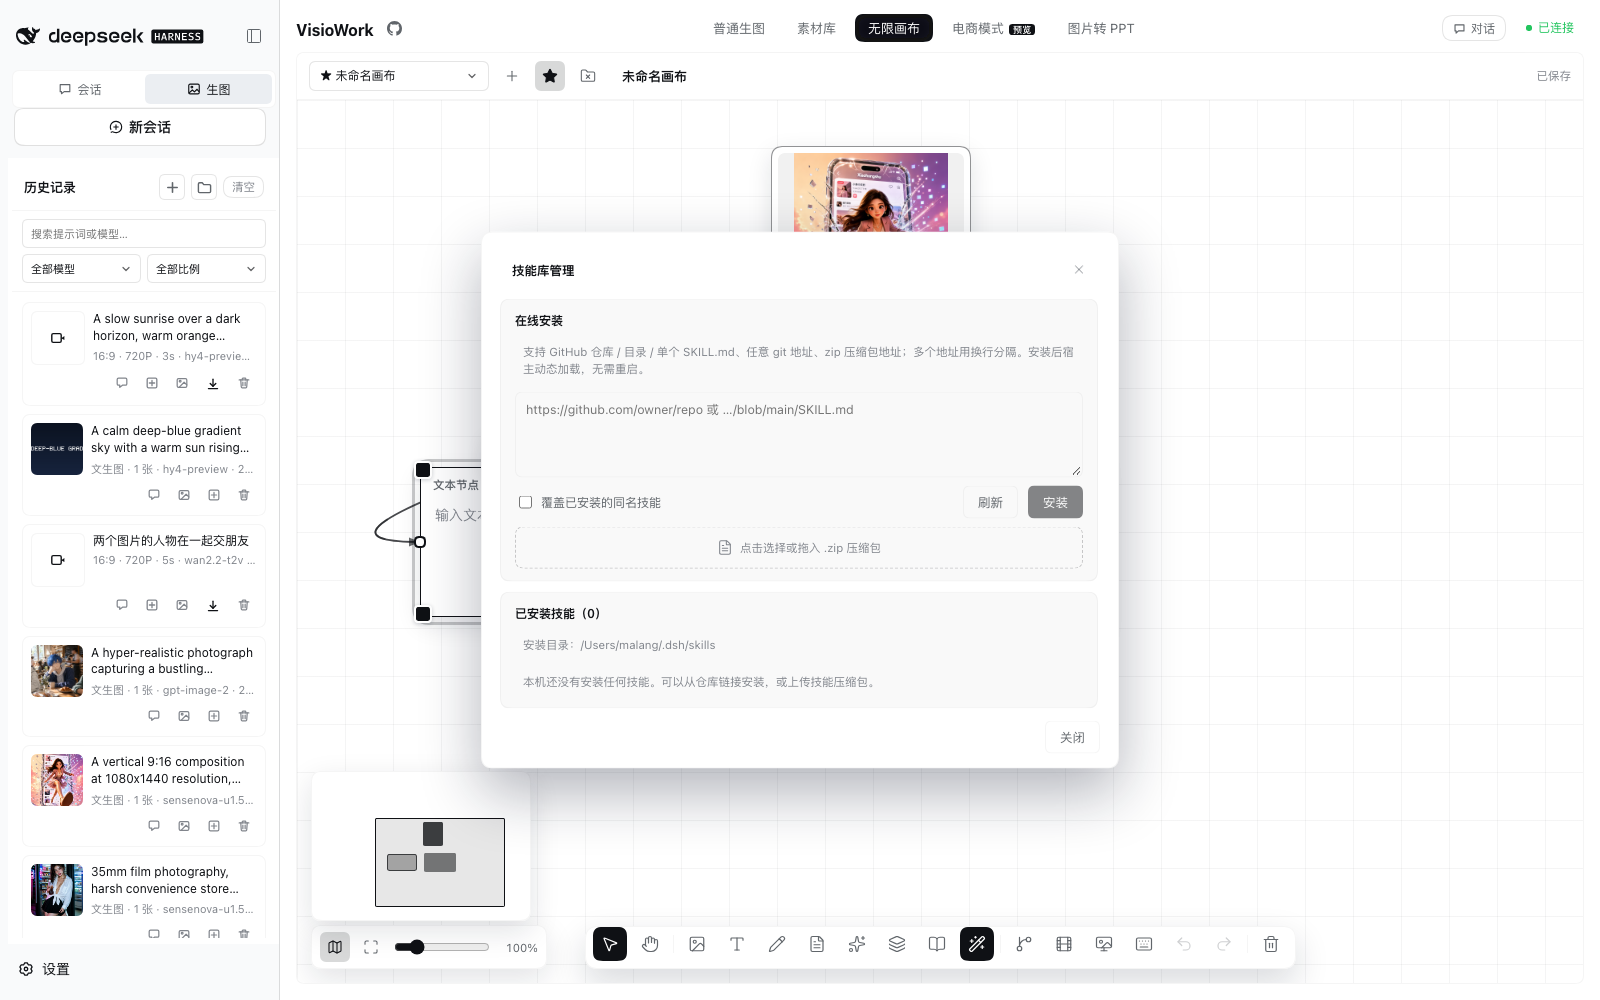 deepseek HARNESS
会话
生图
新会话
历史记录
清空
搜索提示词或模型...
全部模型
全部比例
A slow sunrise over a dark
horizon, warm orange...
16:9 · 720P · 3s · hy4-previe...
A calm deep-blue gradient
sky with a warm sun rising...
文生图 · 1 张 · hy4-preview · 2...
两个图片的人物在一起交朋友
16:9 · 720P · 5s · wan2.2-t2v ...
A hyper-realistic photograph
capturing a bustling...
文生图 · 1 张 · gpt-image-2 · 2...
A vertical 9:16 composition
at 1080x1440 resolution,...
文生图 · 1 张 · sensenova-u1.5...
35mm film photography,
harsh convenience store...
文生图 · 1 张 · sensenova-u1.5...
设置
VisioWork
普通生图
素材库
无限画布
电商模式 预览
图片转 PPT
对话
已连接
★ 未命名画布
未命名画布
已保存
文本节点
输入文
技能库管理
在线安装
支持 GitHub 仓库 / 目录 / 单个 SKILL.md、任意 git 地址、zip 压缩包地址；多个地址用换行分隔。安装后宿
主动态加载，无需重启。
https://github.com/owner/repo 或 .../blob/main/SKILL.md
覆盖已安装的同名技能
刷新
安装
点击选择或拖入 .zip 压缩包
已安装技能（0）
安装目录：/Users/malang/.dsh/skills
本机还没有安装任何技能。可以从仓库链接安装，或上传技能压缩包。
关闭
100%